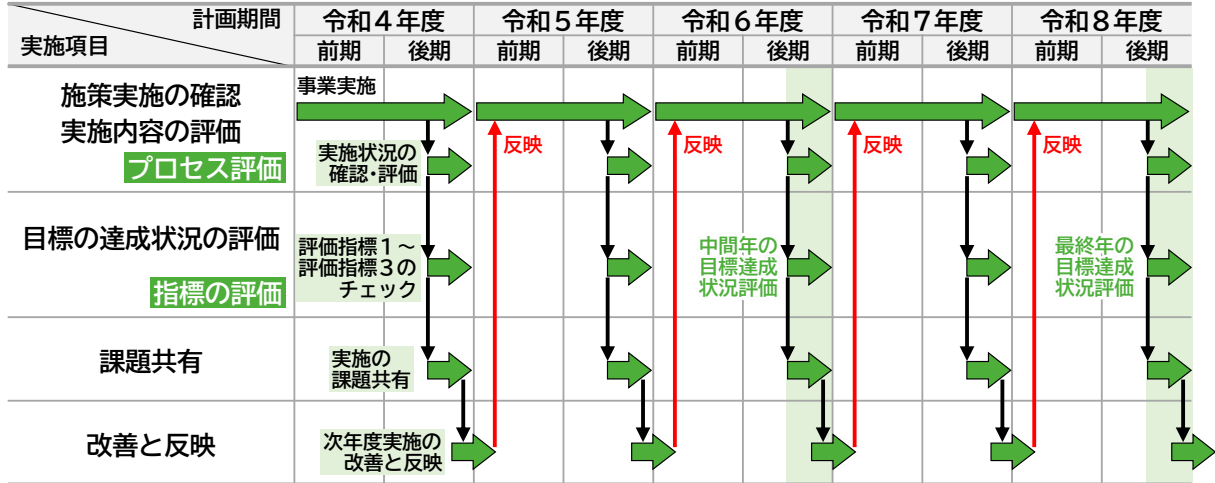 計画期間
実施項目
令和4年度 令和5年度 令和6年度 令和7年度 令和8年度
前期 後期 前期 後期 前期 後期 前期 後期 前期 後期
施策実施の確認
実施内容の評価
プロセス評価
事業実施
実施状況の
確認・評価
反映 反映 反映 反映
目標の達成状況の評価
指標の評価
評価指標1~
評価指標3の
チェック
中間年の
目標達成
状況評価
最終年の
目標達成
状況評価
課題共有
実施の
課題共有
改善と反映
次年度実施の
改善と反映